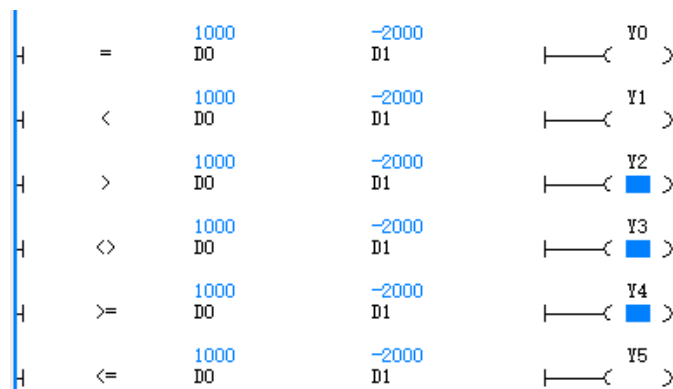 1000 -2000 Y0
= D0 D1
1000 -2000 Y1
< D0 D1
1000 -2000 Y2
> D0 D1
1000 -2000 Y3
<> D0 D1
1000 -2000 Y4
>= D0 D1
1000 -2000 Y5
<= D0 D1